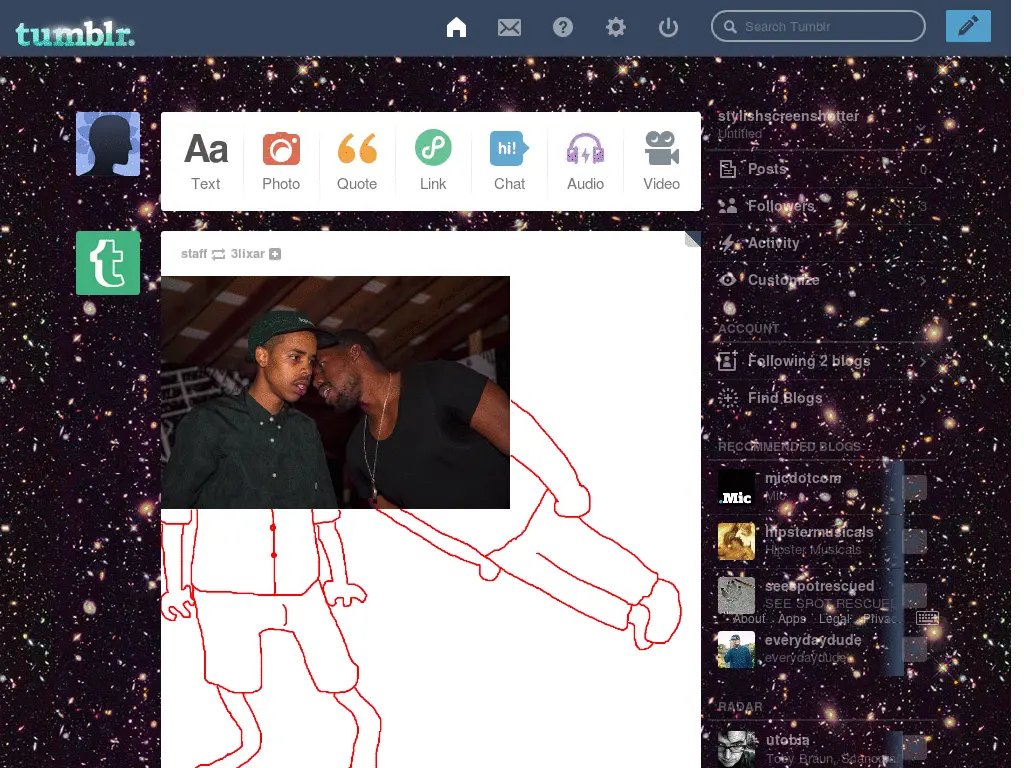 tumblr.
Search Tumblr
Aa
hi!
Text
Photo
Quote
Link
Chat
Audio
Video
t
staff 3lixar
stylishscreenshotter
Untitled
Posts 0
Followers 3
Activity
Customize
ACCOUNT
Following 2 blogs
Find Blogs
RECOMMENDED BLOGS
Mic
micdotcom
Mic
hipstermusicals
Hipster Musicals
seespotrescued
SEE SPOT RESCUE
About Apps Legal Privac
everydaydude
everydaydude
RADAR
utobia
Toby Braun, Scano